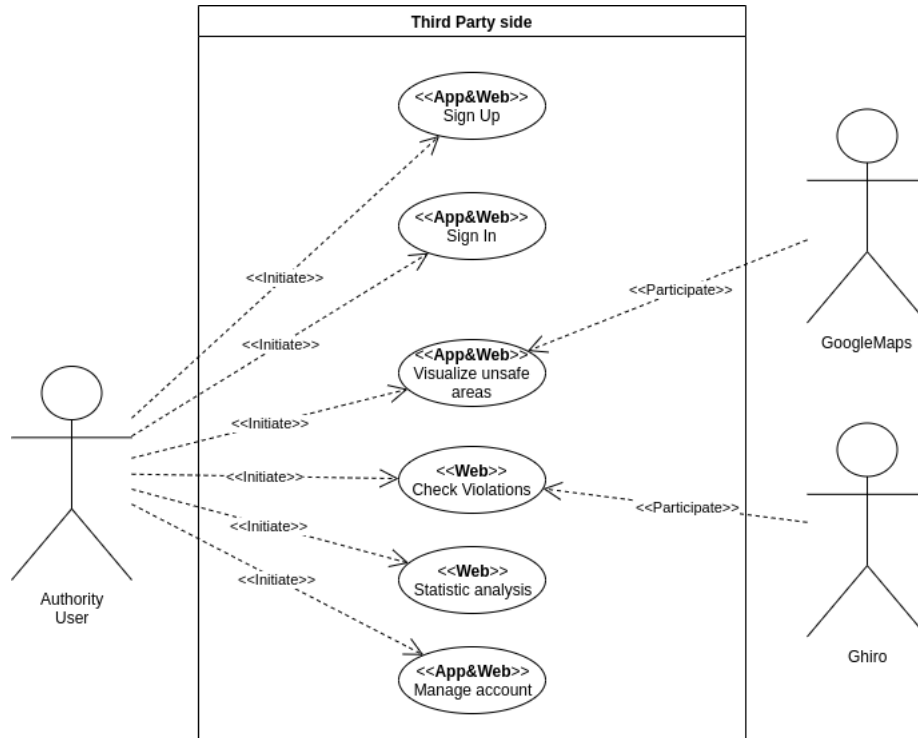 Third Party side
<<App&Web>>
Sign Up
<<App&Web>>
Sign In
<<Initiate>>
<<Participate>>
GoogleMaps
<<Initiate>>
<<App&Web>>
Visualize unsafe
areas
<<Initiate>>
<<Web>>
Check Violations
<<Initiate>>
<<Participate>>
<<Initiate>>
<<Web>>
Statistic analysis
<<Initiate>>
Authority
User
<<App&Web>>
Manage account
Ghiro